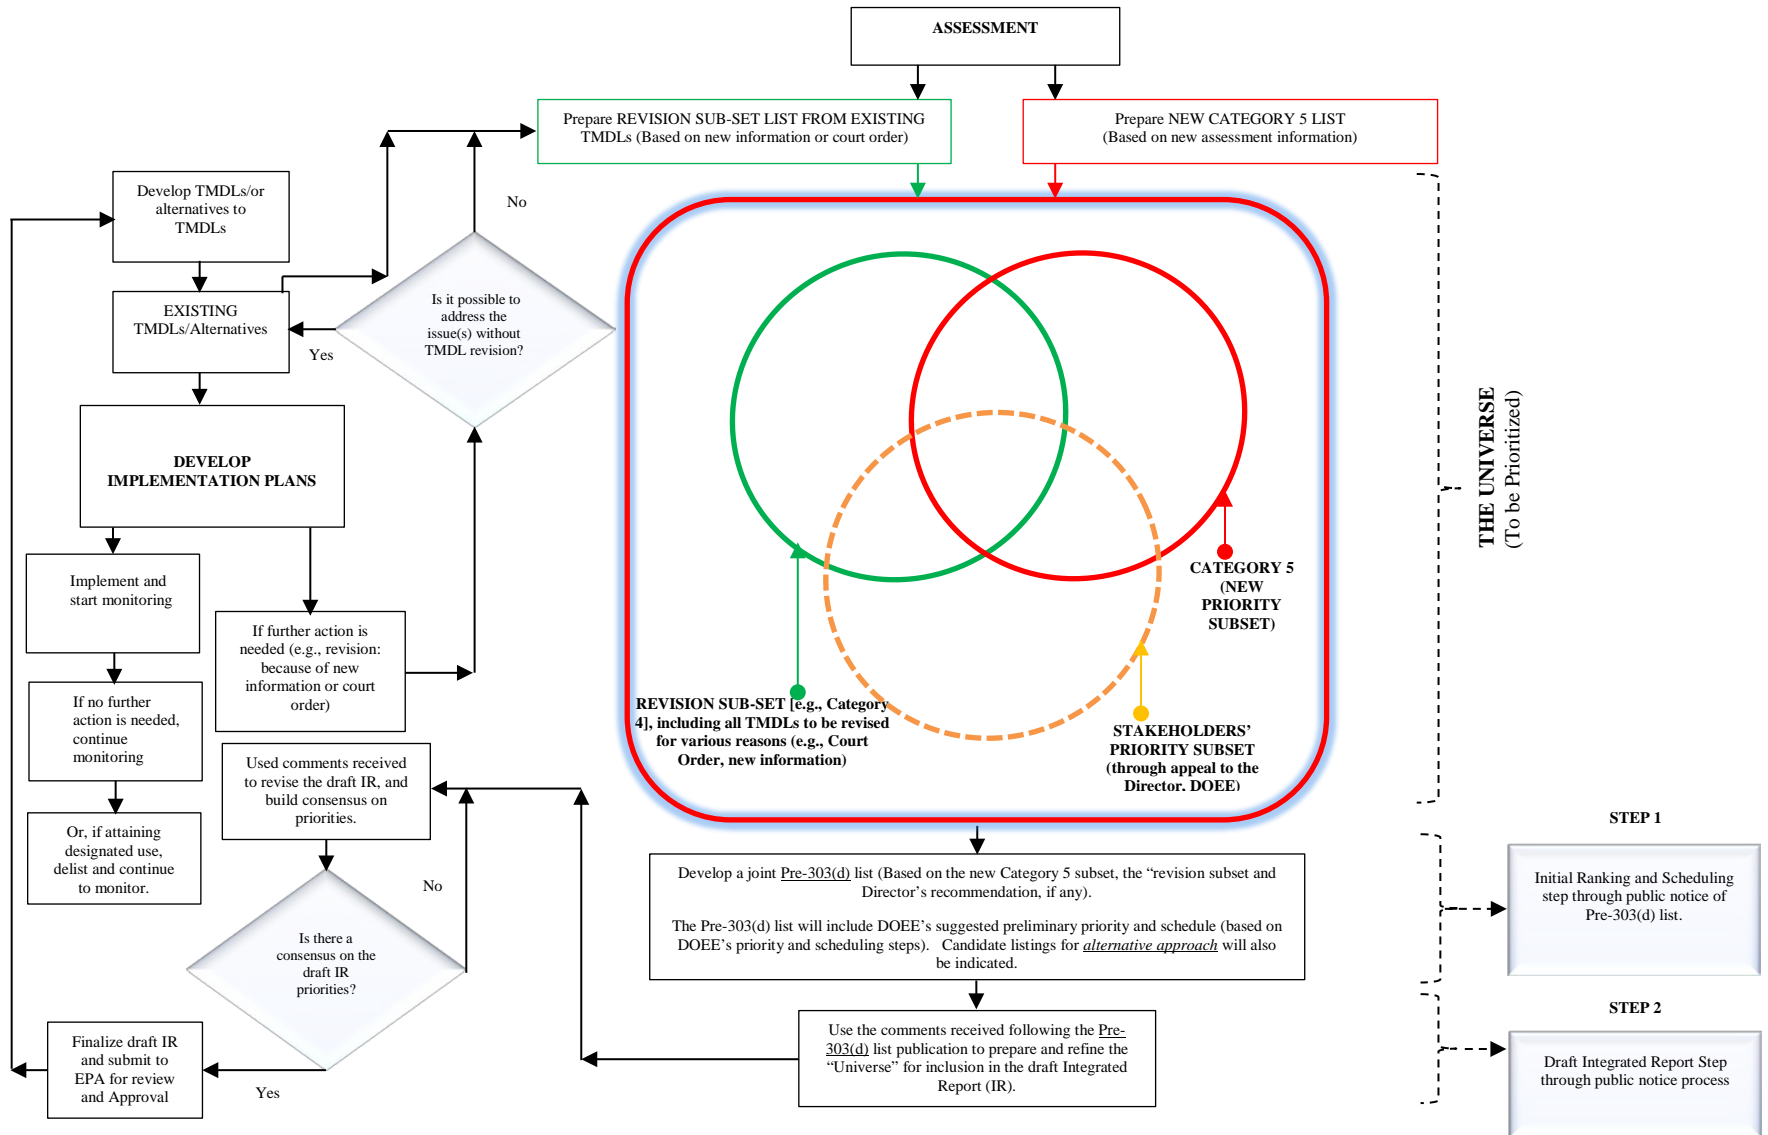 ASSESSMENT
Prepare REVISION SUB-SET LIST FROM EXISTING
TMDLs (Based on new information or court order)
Prepare NEW CATEGORY 5 LIST
(Based on new assessment information)
Develop TMDLs/or
alternatives to
TMDLs
No
Is it possible to
address the
issue(s) without
TMDL revision?
EXISTING
TMDLs/Alternatives
Yes
DEVELOP
IMPLEMENTATION PLANS
Implement and
start monitoring
If further action is
needed (e.g., revision:
because of new
information or court
order)
If no further
action is needed,
continue
monitoring
Or, if attaining
designated use,
delist and continue
to monitor.
THE UNIVERSE
(To be Prioritized)
CATEGORY 5
(NEW
PRIORITY
SUBSET)
REVISION SUB-SET [e.g., Category
4], including all TMDLs to be revised
for various reasons (e.g., Court
Order, new information)
STAKEHOLDERS’
PRIORITY SUBSET
(through appeal to the
Director, DOEE)
Used comments received
to revise the draft IR, and
build consensus on
priorities.
No
Is there a
consensus on the
draft IR
priorities?
Yes
Finalize draft IR
and submit to
EPA for review
and Approval
Develop a joint Pre-303(d) list (Based on the new Category 5 subset, the “revision subset and
Director’s recommendation, if any).
The Pre-303(d) list will include DOEE’s suggested preliminary priority and schedule (based on
DOEE’s priority and scheduling steps). Candidate listings for alternative approach will also
be indicated.
Use the comments received following the Pre-
303(d) list publication to prepare and refine the
“Universe” for inclusion in the draft Integrated
Report (IR).
STEP 1
Initial Ranking and Scheduling
step through public notice of
Pre-303(d) list.
STEP 2
Draft Integrated Report Step
through public notice process